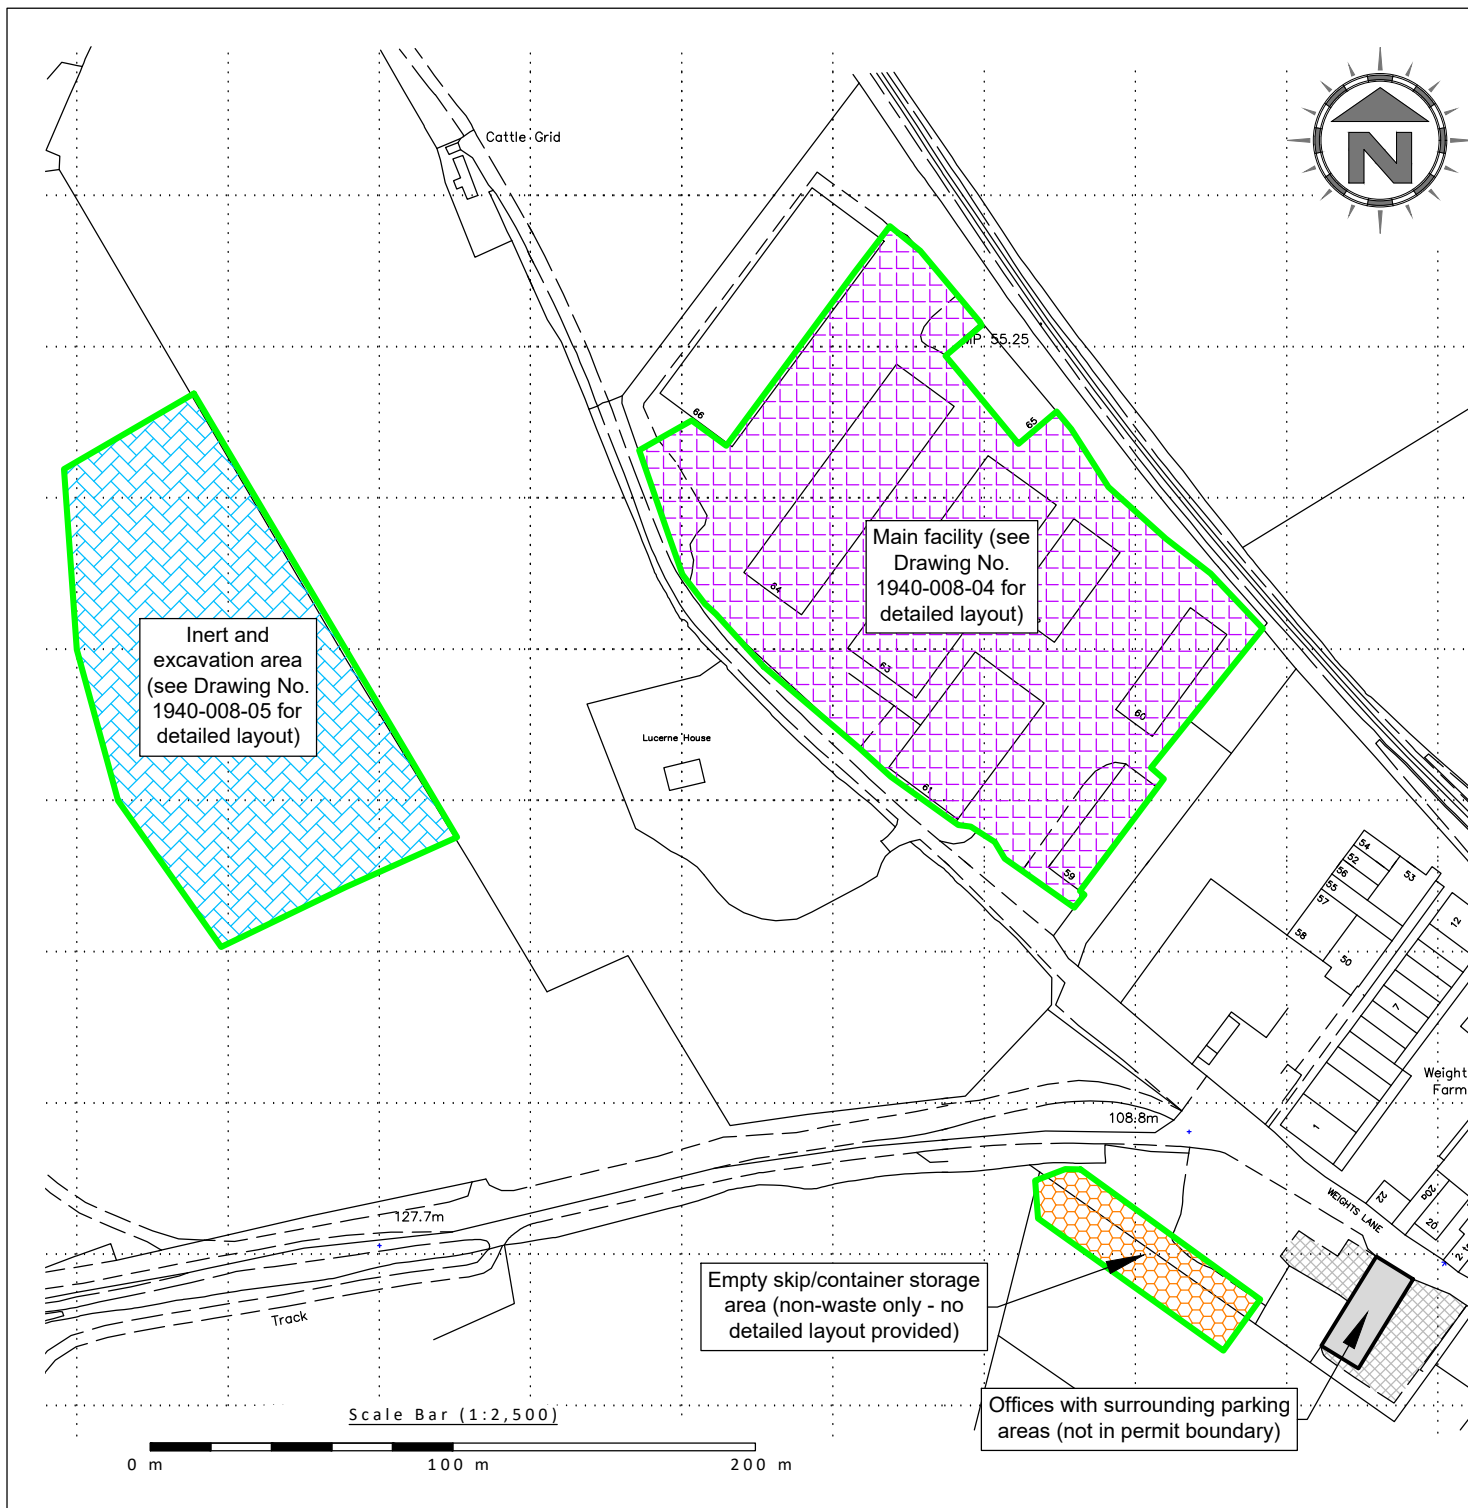 Cattle Grid
N
MP 55.25
66
65
64
63
60
61
59
Main facility (see
Drawing No.
1940-008-04 for
detailed layout)
Inert and
excavation area
(see Drawing No.
1940-008-05 for
detailed layout)
Lucerne House
54
52
56
55
57
53
58
50
12
7
1
Weight
Farm
108.8m
127.7m
Track
WEIGHTS LANE
22
20a
20
Empty skip/container storage
area (non-waste only - no
detailed layout provided)
Offices with surrounding parking
areas (not in permit boundary)
Scale Bar (1:2,500)
0 m
100 m
200 m